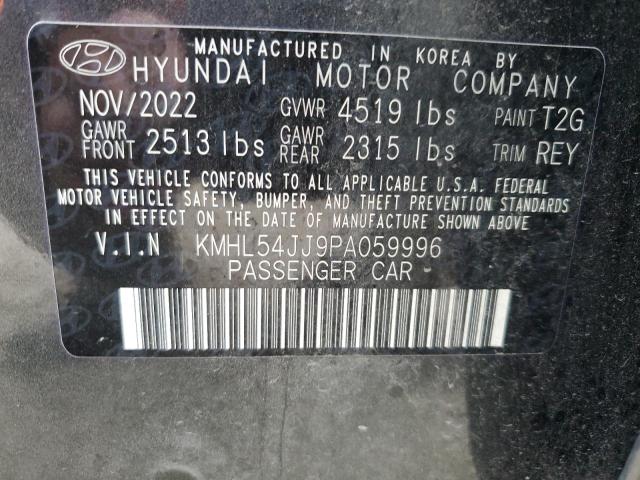 MANUFACTURED IN KOREA BY
HYUNDAI MOTOR COMPANY
NOV/2022 GVWR 4519 lbs PAINT T2G
GAWR FRONT 2513 lbs GAWR REAR 2315 lbs TRIM REY
THIS VEHICLE CONFORMS TO ALL APPLICABLE U.S.A. FEDERAL
MOTOR VEHICLE SAFETY, BUMPER, AND THEFT PREVENTION STANDARDS
IN EFFECT ON THE DATE OF MANUFACTURE SHOWN ABOVE
V.I.N KMHL54JJ9PA059996
PASSENGER CAR